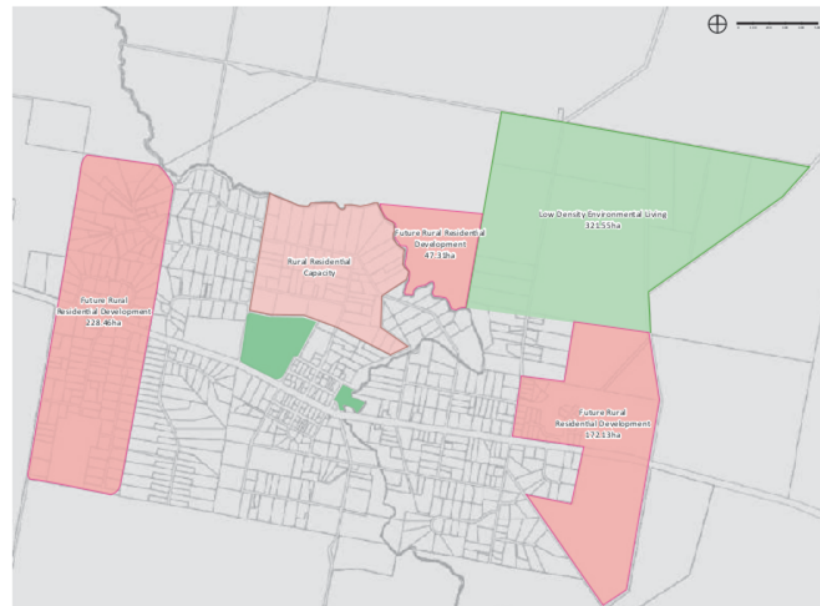 Low Density Environmental Living
321.55ha
Future Rural Residential
Development
47.31ha
Rural Residential
Capacity
Future Rural
Residential Development
228.46ha
Future Rural
Residential Development
172.13ha